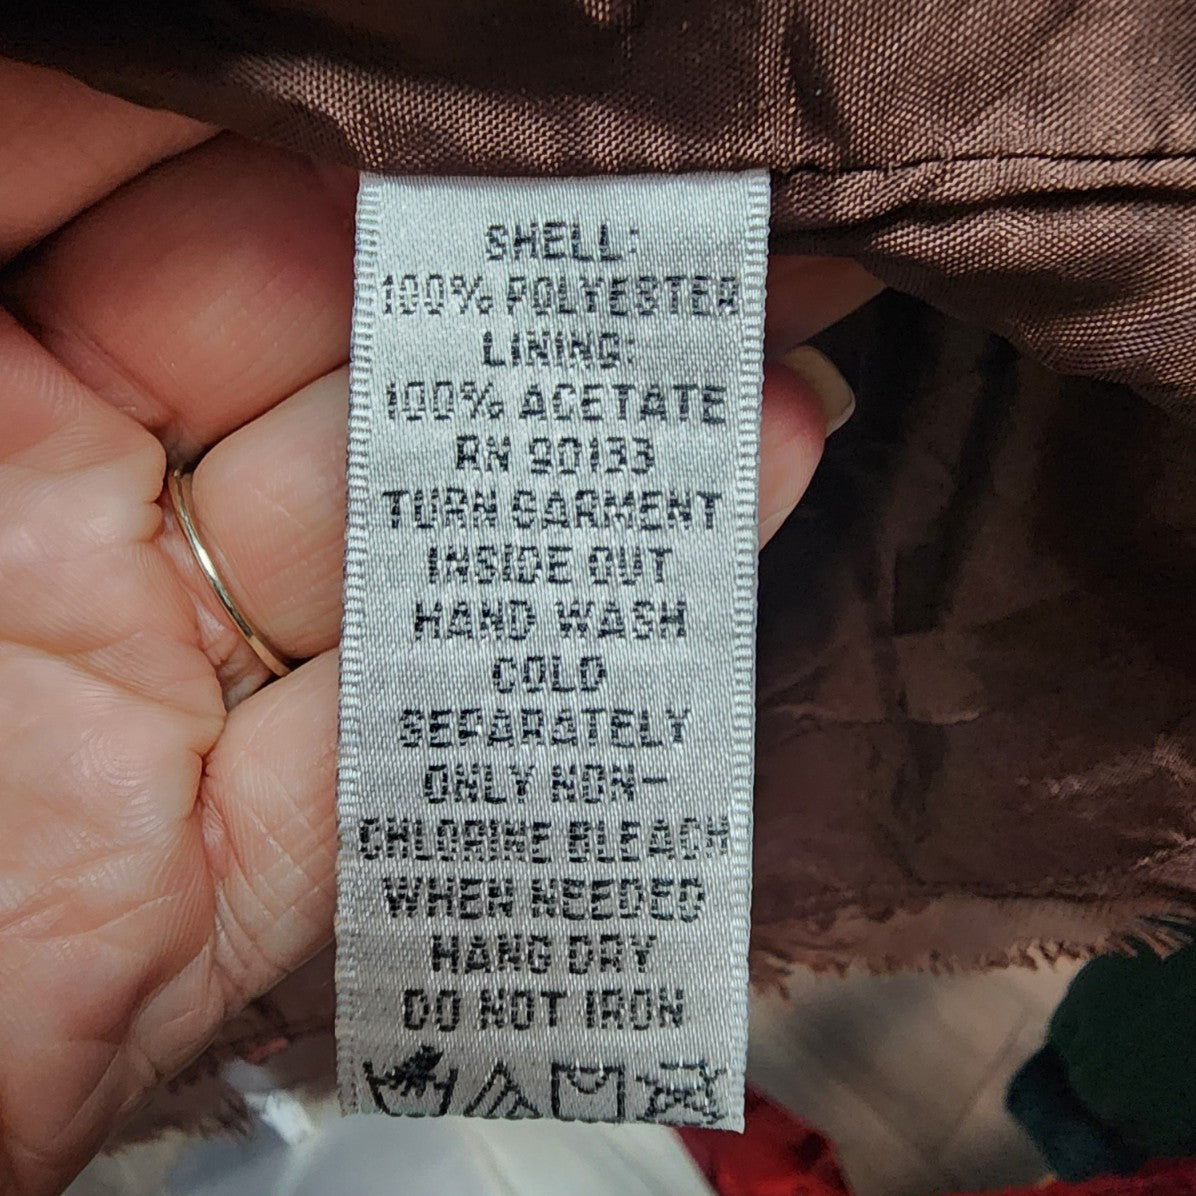 SHELL:
100% POLYESTER
LINING:
100% ACETATE
RN 90133
TURN GARMENT
INSIDE OUT
HAND WASH
COLD
SEPARATELY
ONLY NON-
CHLORINE BLEACH
WHEN NEEDED
HANG DRY
DO NOT IRON